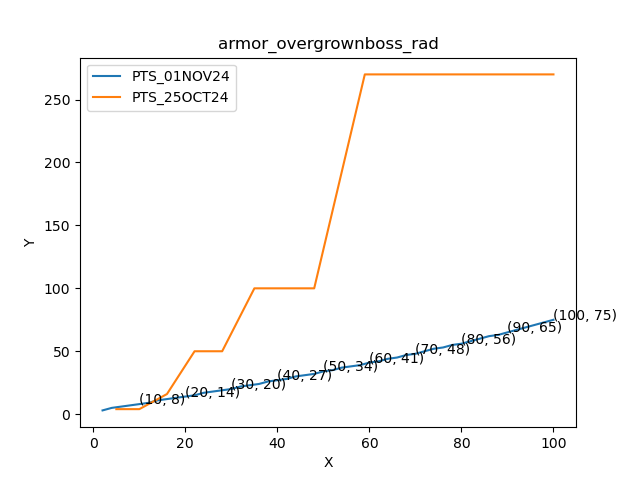 armor_overgrownboss_rad
PTS_01NOV24
PTS_25OCT24
250
200
150
100
50
0
Y
(10, 8)
(20, 14)
(30, 20)
(40, 27)
(50, 34)
(60, 41)
(70, 48)
(80, 56)
(90, 65)
(100, 75)
0 20 40 60 80 100
X